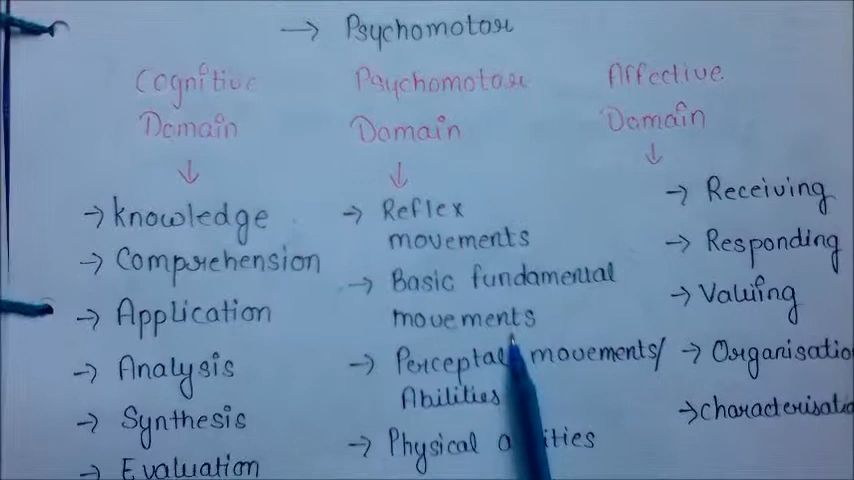 → Psychomotor
Cognitive
Domain
↓
→ knowledge
→ Comprehension
→ Application
→ Analysis
→ Synthesis
→ Evaluation
Psychomotor
Domain
↓
→ Reflex
movements
→ Basic fundamental
movements
→ movements/
Abilities
→ Physical
Affective
Domain
↓
→ Receiving
→ Responding
→ Valuing
→ Organisatio
→ characterisatio